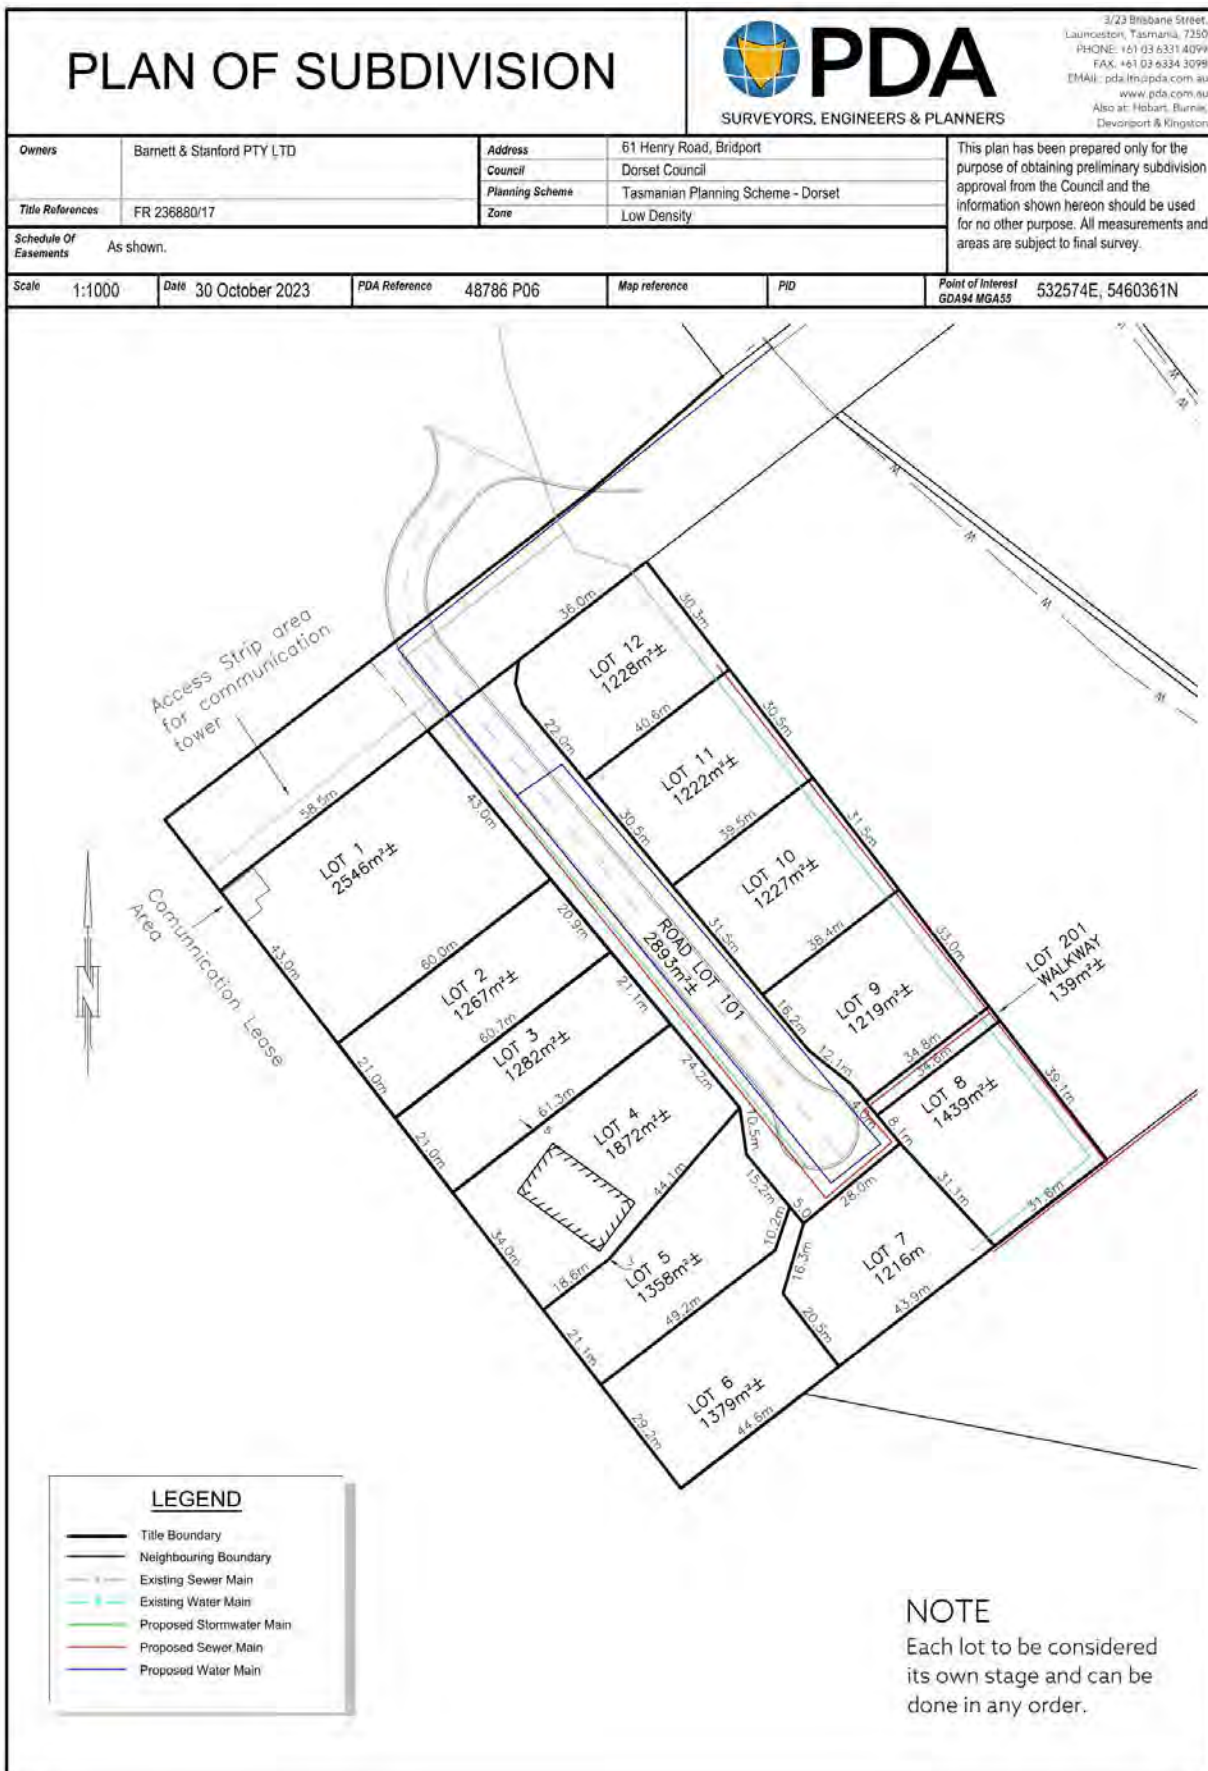 PLAN OF SUBDIVISION
PDA
SURVEYORS, ENGINEERS & PLANNERS
3/23 Brisbane Street,
Launceston, Tasmania, 7250
PHONE: +61 03 6331 4099
FAX: +61 03 6334 3098
EMAIL: pda.ltn@pda.com.au
www.pda.com.au
Also at: Hobart, Burnie,
Devonport & Kingston
Owners
Barnett & Stanford PTY LTD
Title References
FR 236880/17
Address
61 Henry Road, Bridport
Council
Dorset Council
Planning Scheme
Tasmanian Planning Scheme - Dorset
Zone
Low Density
This plan has been prepared only for the
purpose of obtaining preliminary subdivision
approval from the Council and the
information shown hereon should be used
for no other purpose. All measurements and
areas are subject to final survey.
Schedule Of
Easements
As shown.
Scale
1:1000
Date
30 October 2023
PDA Reference
48786 P06
Map reference
PID
Point of Interest
GDA94 MGA55
532574E, 5460361N
W
W
W
W
W
W
W
Access Strip area
for communication
tower
36.0m
30.3m
LOT 12
1228m²±
40.6m
22.0m
30.5m
LOT 11
1222m²±
58.5m
43.0m
30.5m
39.5m
31.5m
LOT 1
2546m²±
LOT 10
1227m²±
Comunnication Lease
Area
43.0m
60.0m
20.9m
31.5m
38.4m
33.0m
ROAD LOT 101
2893m²±
LOT 201
WALKWAY
139m²±
LOT 2
1267m²±
21.1m
60.7m
LOT 9
1219m²±
16.2m
12.1m
34.8m
34.6m
39.1m
LOT 3
1282m²±
21.0m
24.2m
61.3m
LOT 8
1439m²±
4.0m
8.1m
LOT 4
1872m²±
10.5m
21.0m
44.1m
15.2m
5.0
28.0m
31.1m
31.8m
10.2m
34.0m
18.6m
LOT 5
1358m²±
16.3m
LOT 7
1216m
49.2m
20.5m
43.9m
21.1m
LOT 6
1379m²±
29.2m
44.6m
N
LEGEND
Title Boundary
Neighbouring Boundary
Existing Sewer Main
Existing Water Main
Proposed Stormwater Main
Proposed Sewer Main
Proposed Water Main
NOTE
Each lot to be considered
its own stage and can be
done in any order.